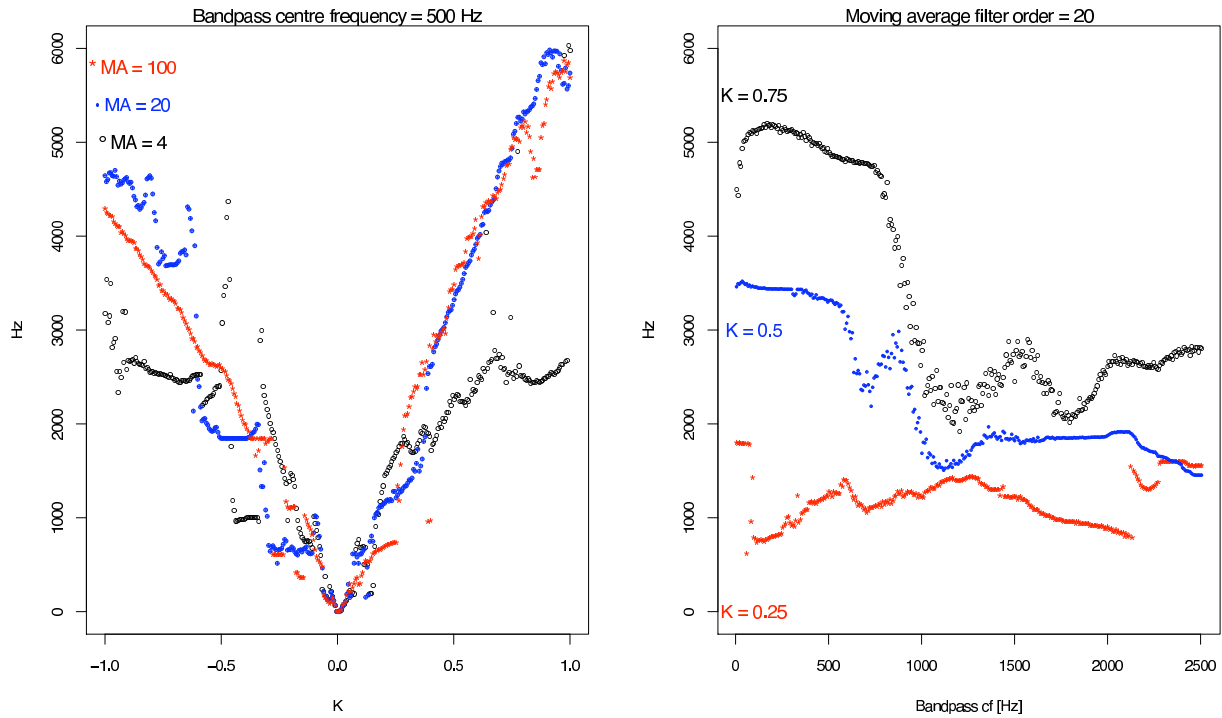 Bandpass centre frequency = 500 Hz
* MA = 100
• MA = 20
o MA = 4
Hz
6000
5000
4000
3000
2000
1000
0
−1.0 −0.5 0.0 0.5 1.0
K
Moving average filter order = 20
K = 0.75
K = 0.5
K = 0.25
Hz
6000
5000
4000
3000
2000
1000
0
0 500 1000 1500 2000 2500
Bandpass cf [Hz]